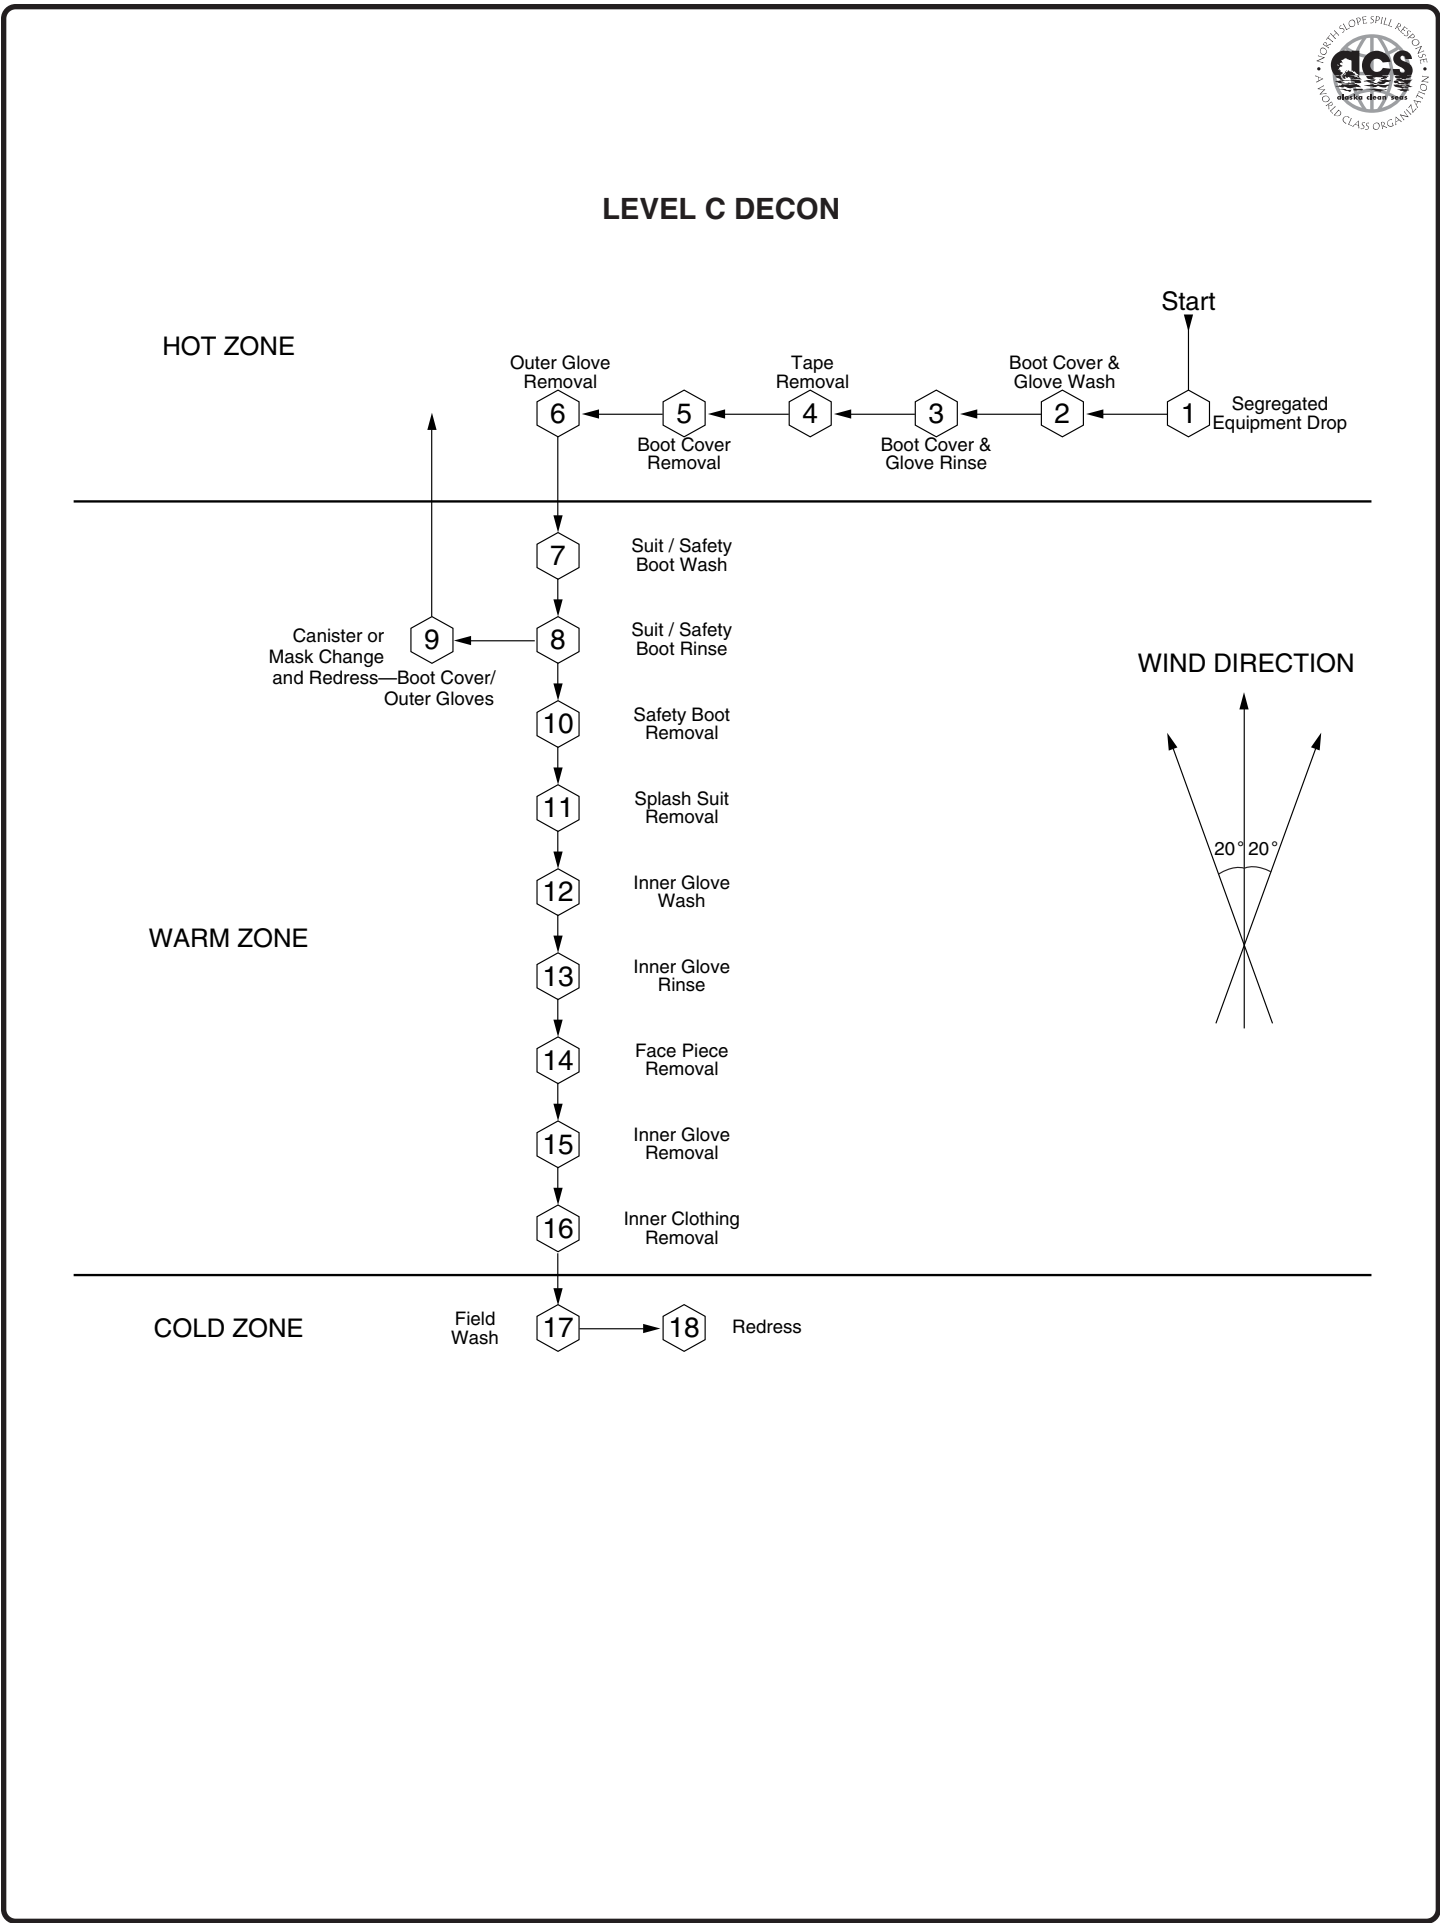 • NORTH SLOPE SPILL RESPONSE •
acs
alaska clean seas
A WORLD CLASS ORGANIZATION
LEVEL C DECON
Start
HOT ZONE
Outer Glove
Removal
Tape
Removal
Boot Cover &
Glove Wash
6
5
4
3
2
1
Segregated
Equipment Drop
Boot Cover
Removal
Boot Cover &
Glove Rinse
7
Suit / Safety
Boot Wash
Canister or
Mask Change
and Redress—Boot Cover/
Outer Gloves
9
8
Suit / Safety
Boot Rinse
WIND DIRECTION
20° 20°
10
Safety Boot
Removal
11
Splash Suit
Removal
12
Inner Glove
Wash
WARM ZONE
13
Inner Glove
Rinse
14
Face Piece
Removal
15
Inner Glove
Removal
16
Inner Clothing
Removal
COLD ZONE
Field
Wash
17
18
Redress